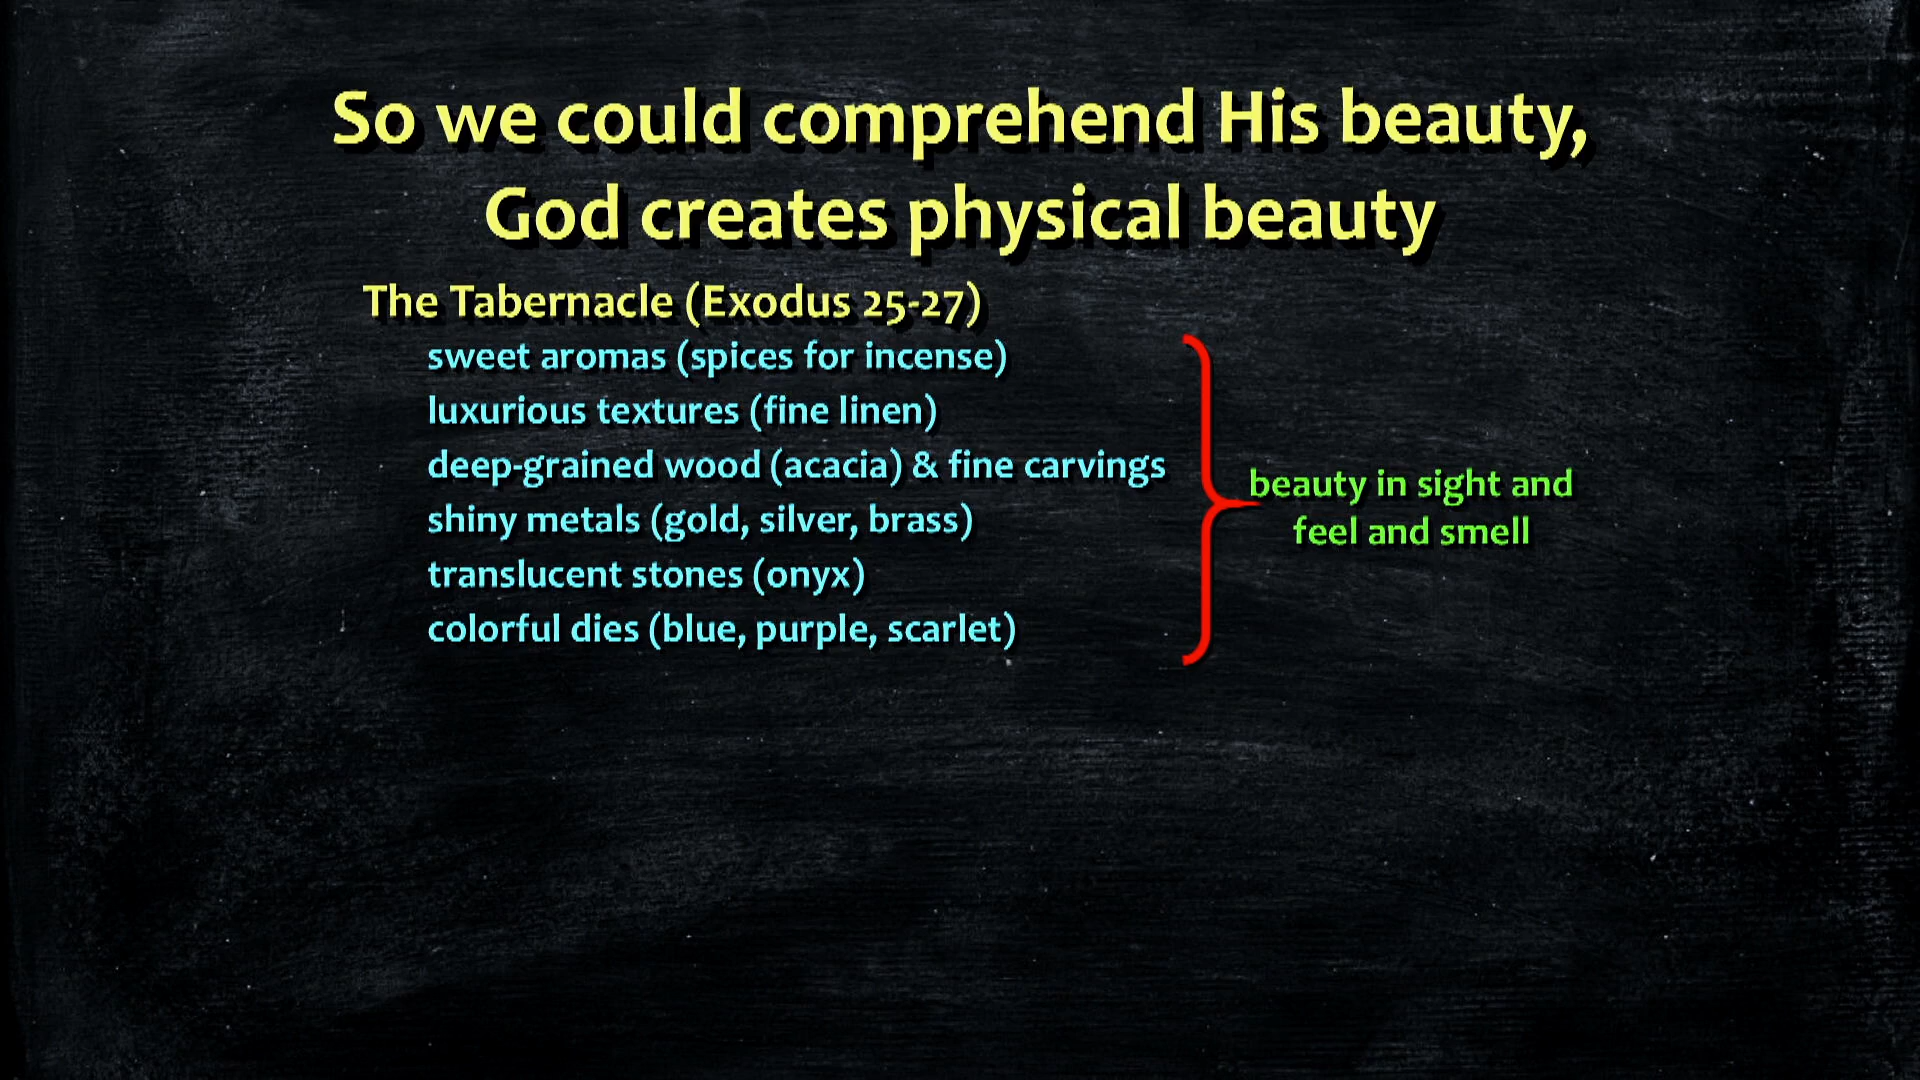 So we could comprehend His beauty,
God creates physical beauty
The Tabernacle (Exodus 25-27)
sweet aromas (spices for incense)
luxurious textures (fine linen)
deep-grained wood (acacia) & fine carvings
shiny metals (gold, silver, brass)
translucent stones (onyx)
colorful dies (blue, purple, scarlet)
beauty in sight and
feel and smell